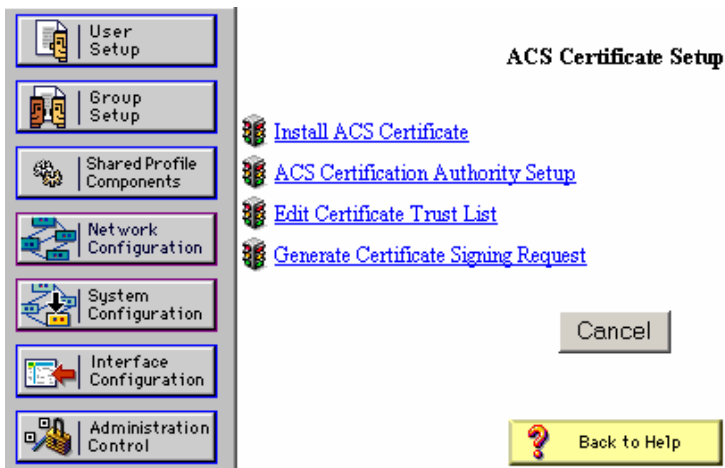 User
Setup
Group
Setup
Shared Profile
Components
Network
Configuration
System
Configuration
Interface
Configuration
Administration
Control
ACS Certificate Setup
Install ACS Certificate
ACS Certification Authority Setup
Edit Certificate Trust List
Generate Certificate Signing Request
Cancel
? Back to Help